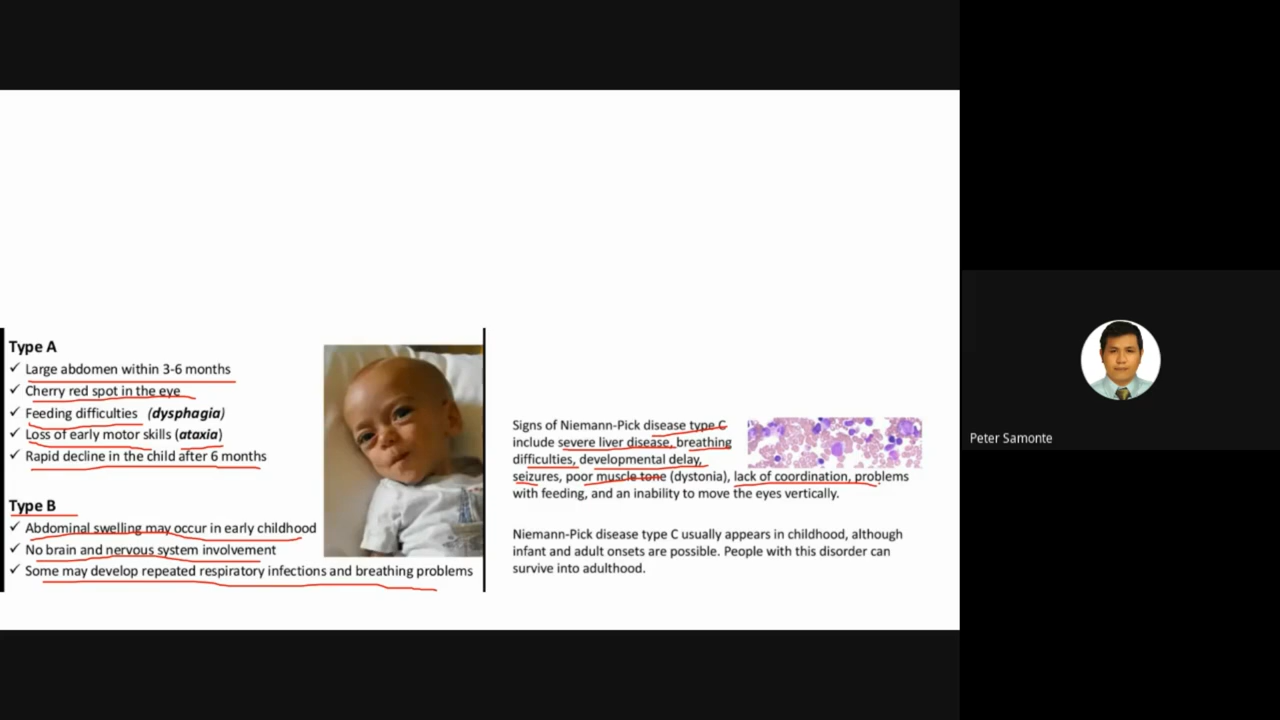 Type A
✓ Large abdomen within 3-6 months
✓ Cherry red spot in the eye
✓ Feeding difficulties (dysphagia)
✓ Loss of early motor skills (ataxia)
✓ Rapid decline in the child after 6 months
Type B
✓ Abdominal swelling may occur in early childhood
✓ No brain and nervous system involvement
✓ Some may develop repeated respiratory infections and breathing problems
Signs of Niemann-Pick disease type C
include severe liver disease, breathing
difficulties, developmental delay,
seizures, poor muscle tone (dystonia), lack of coordination, problems
with feeding, and an inability to move the eyes vertically.
Niemann-Pick disease type C usually appears in childhood, although
infant and adult onsets are possible. People with this disorder can
survive into adulthood.
Peter Samonte